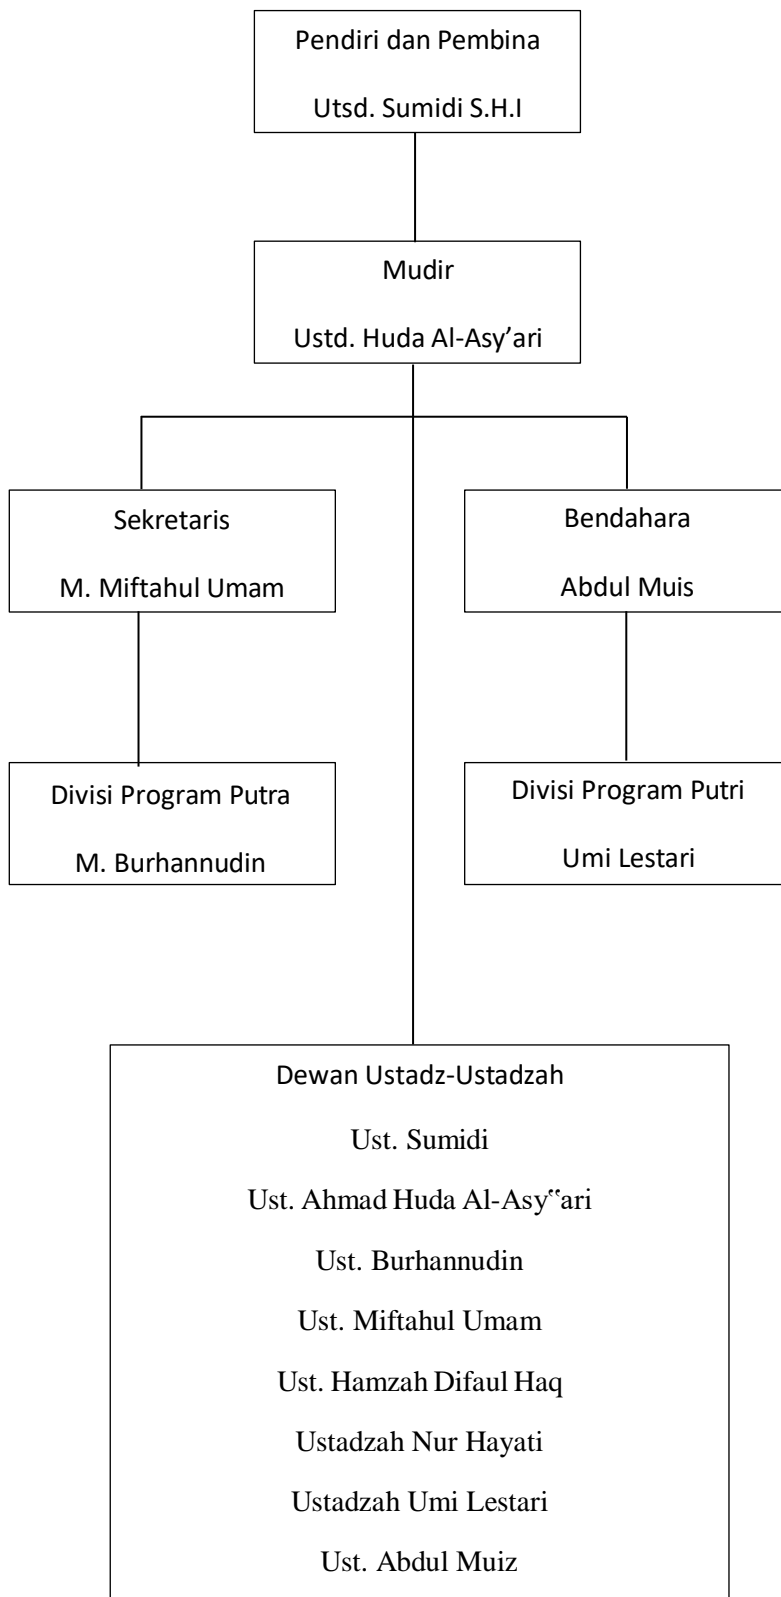 Pendiri dan Pembina
Utsd. Sumidi S.H.I
Mudir
Ustd. Huda Al-Asy’ari
Sekretaris
M. Miftahul Umam
Bendahara
Abdul Muis
Divisi Program Putra
M. Burhannudin
Divisi Program Putri
Umi Lestari
Dewan Ustadz-Ustadzah
Ust. Sumidi
Ust. Ahmad Huda Al-Asy‟ari
Ust. Burhannudin
Ust. Miftahul Umam
Ust. Hamzah Difaul Haq
Ustadzah Nur Hayati
Ustadzah Umi Lestari
Ust. Abdul Muiz